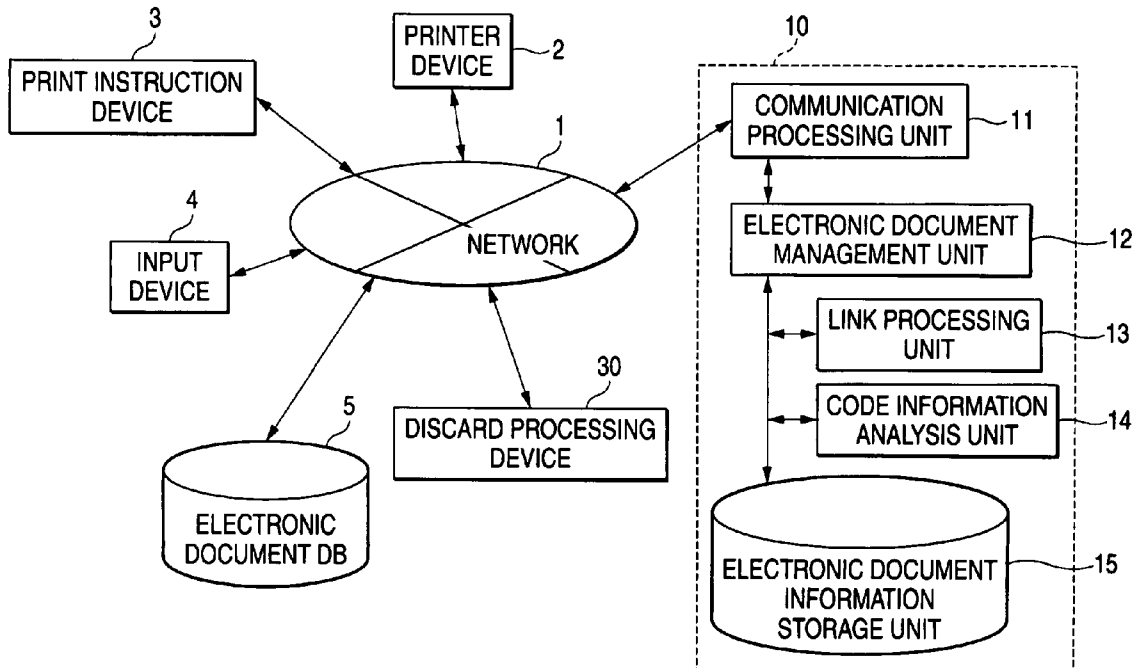 3
PRINT INSTRUCTION
DEVICE
PRINTER
DEVICE
2
10
COMMUNICATION
PROCESSING UNIT
11
1
NETWORK
4
INPUT
DEVICE
ELECTRONIC DOCUMENT
MANAGEMENT UNIT
12
LINK PROCESSING
UNIT
13
CODE INFORMATION
ANALYSIS UNIT
14
30
DISCARD PROCESSING
DEVICE
5
ELECTRONIC
DOCUMENT DB
ELECTRONIC DOCUMENT
INFORMATION
STORAGE UNIT
15